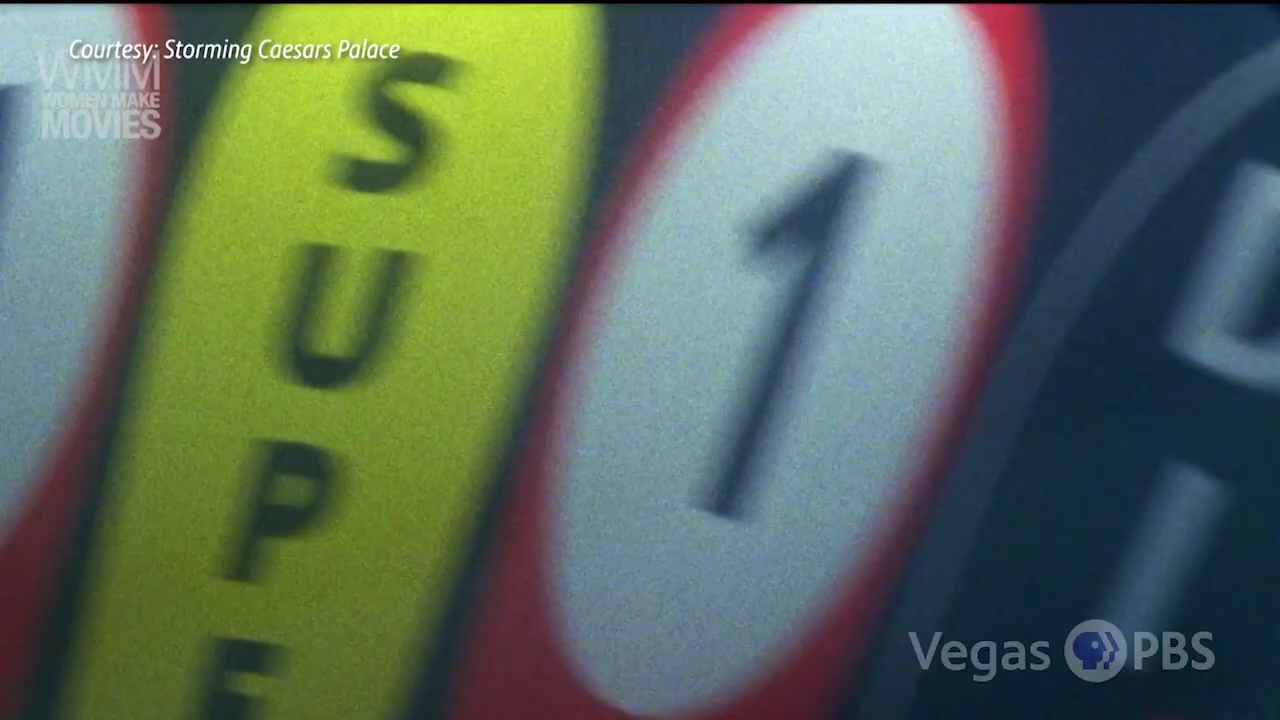 Courtesy: Storming Caesars Palace
WMM
WOMEN MAKE
MOVIES
S
U
P
E
1
Vegas PBS